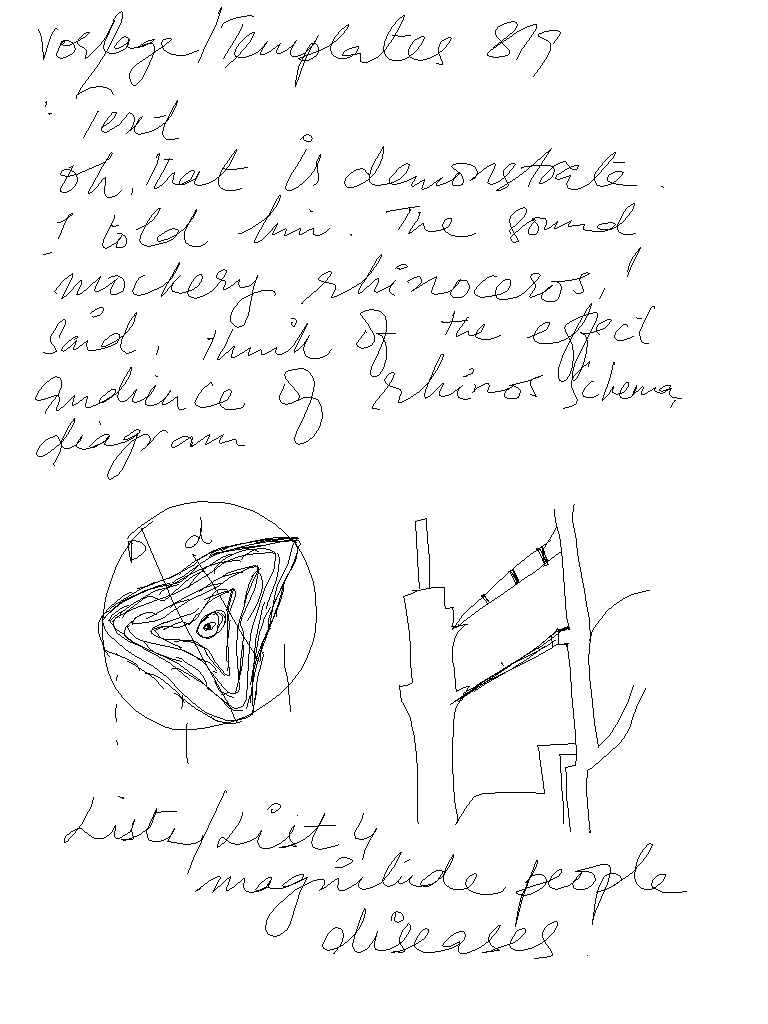 Vorlage/Templates 819
Text
Oh, that is demonstrate.
I told him. The sound
mockery rhinoceros, I
said, think of the effect
audience of rhinos schema,
diagram
D d
Liste/List 4
magnitude people
diseases.